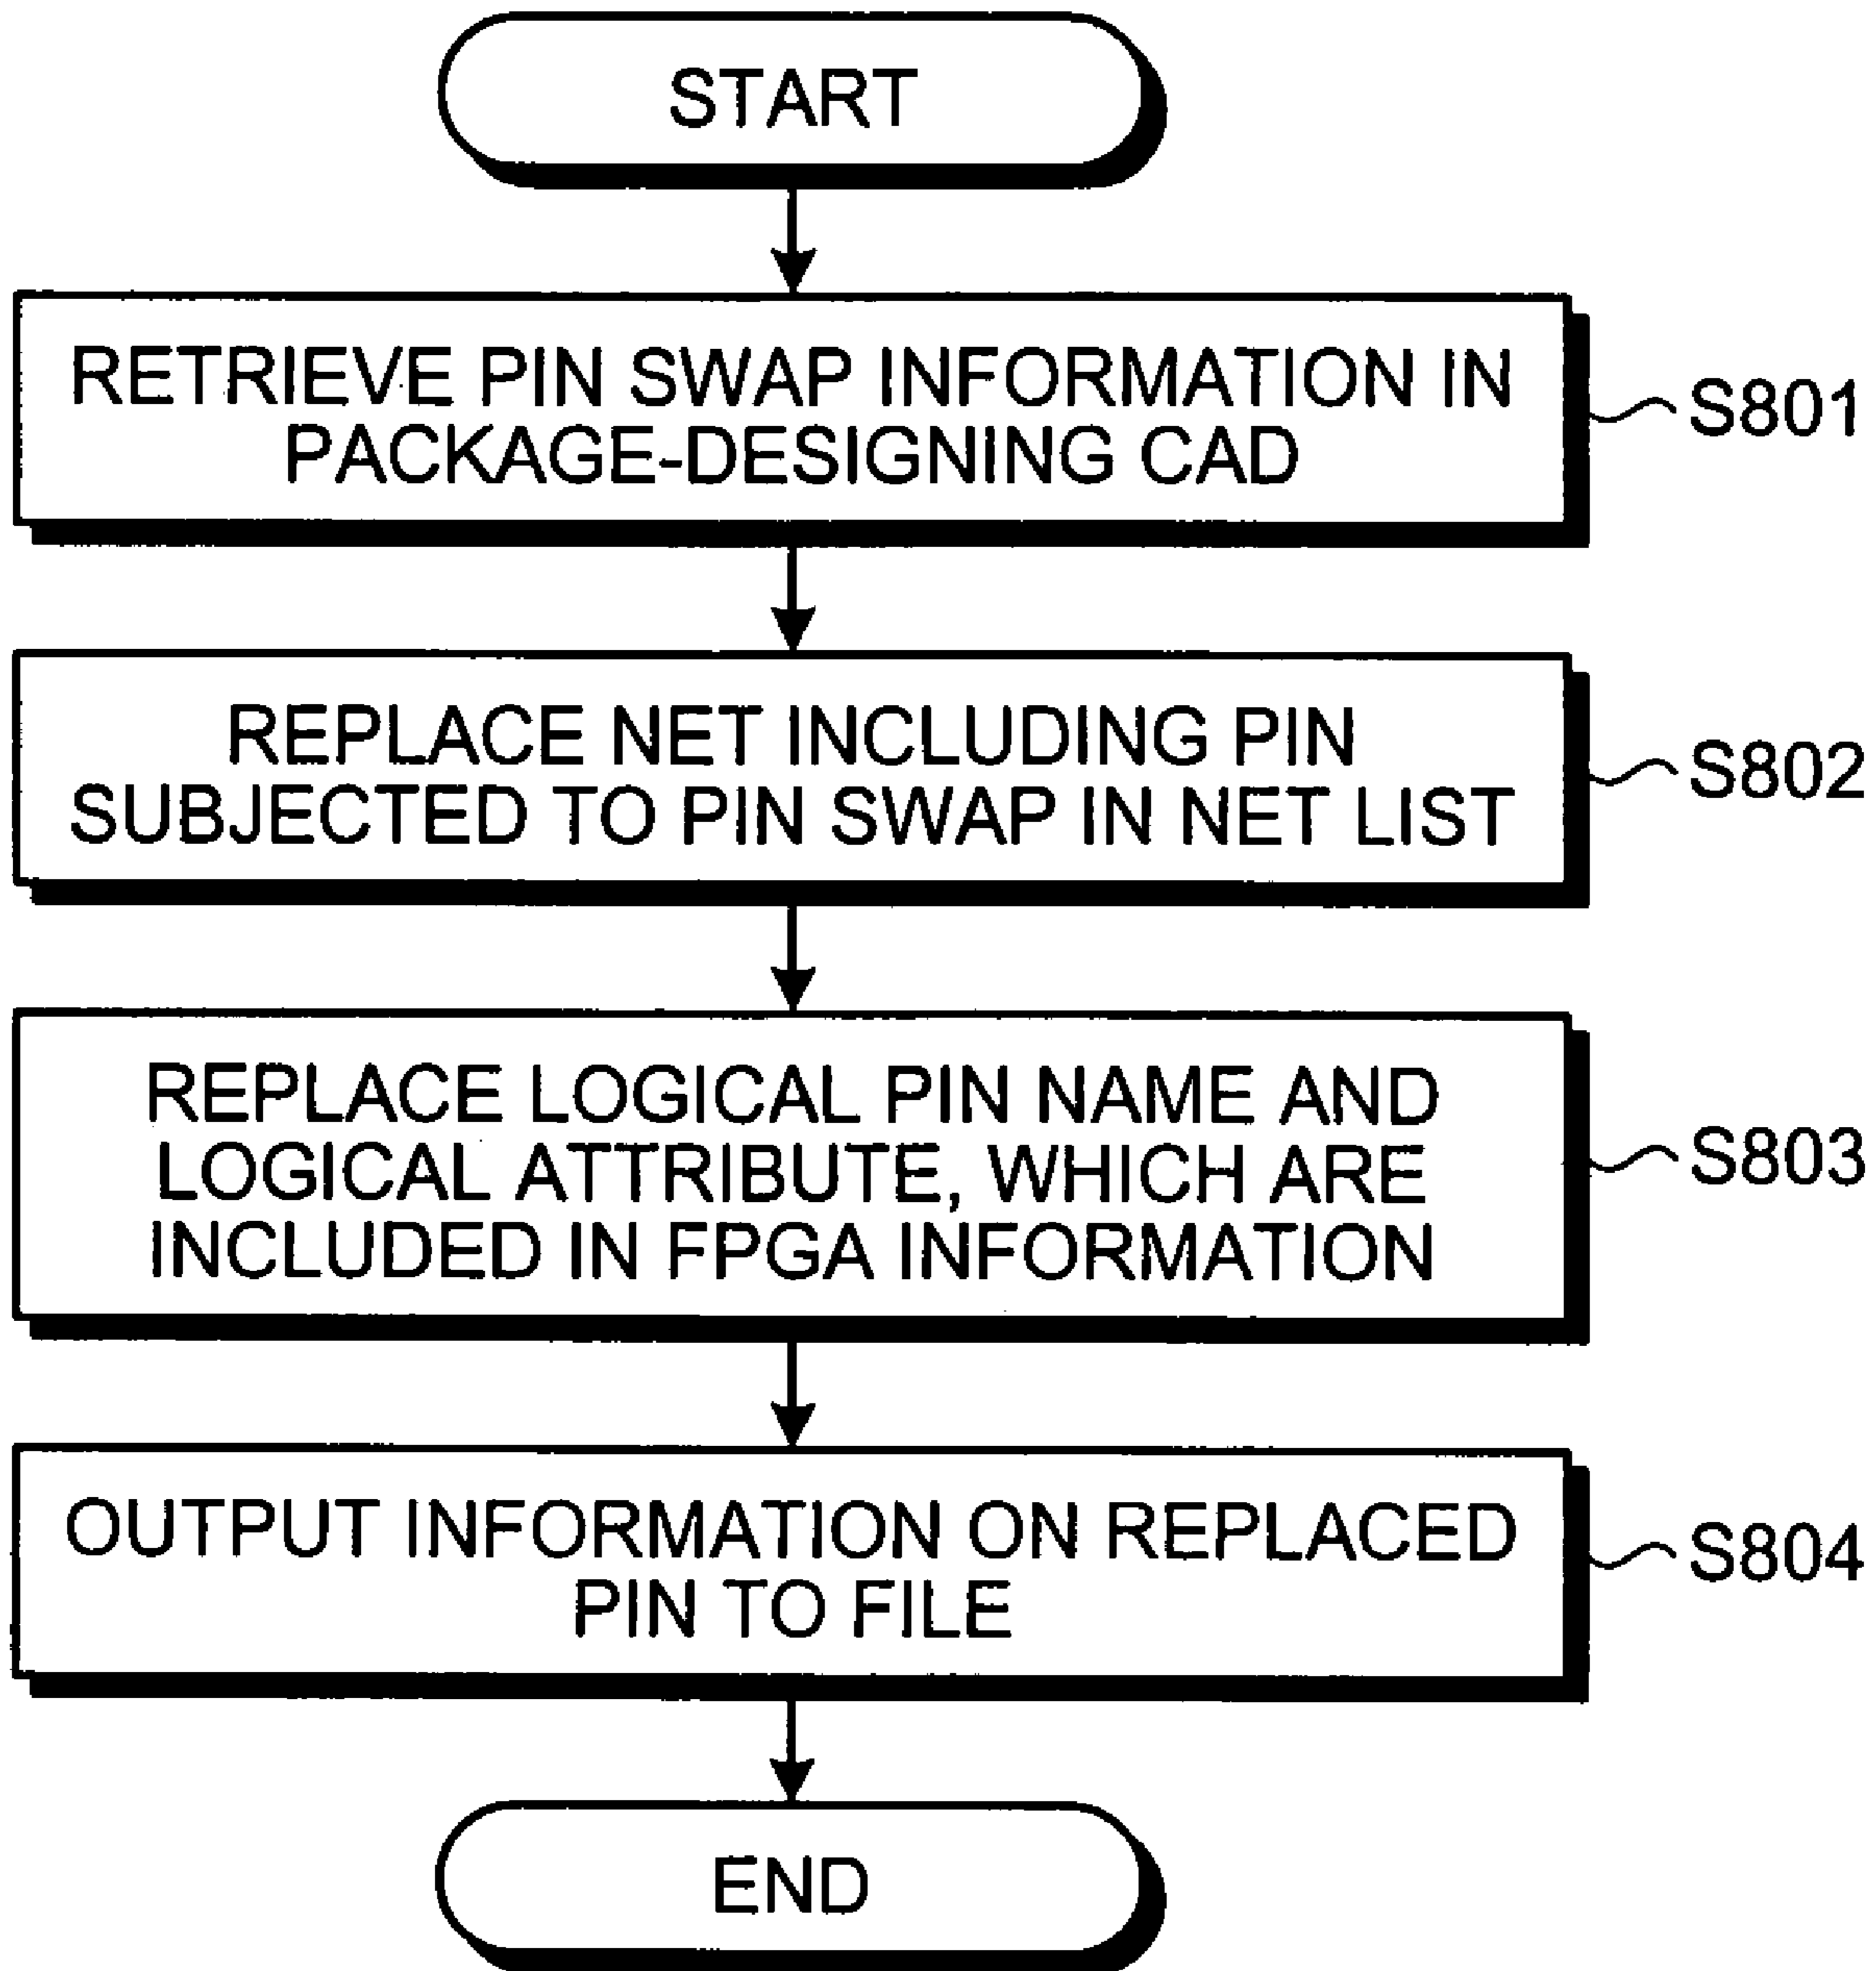 START
RETRIEVE PIN SWAP INFORMATION IN
PACKAGE-DESIGNING CAD
S801
REPLACE NET INCLUDING PIN
SUBJECTED TO PIN SWAP IN NET LIST
S802
REPLACE LOGICAL PIN NAME AND
LOGICAL ATTRIBUTE, WHICH ARE
INCLUDED IN FPGA INFORMATION
S803
OUTPUT INFORMATION ON REPLACED
PIN TO FILE
S804
END